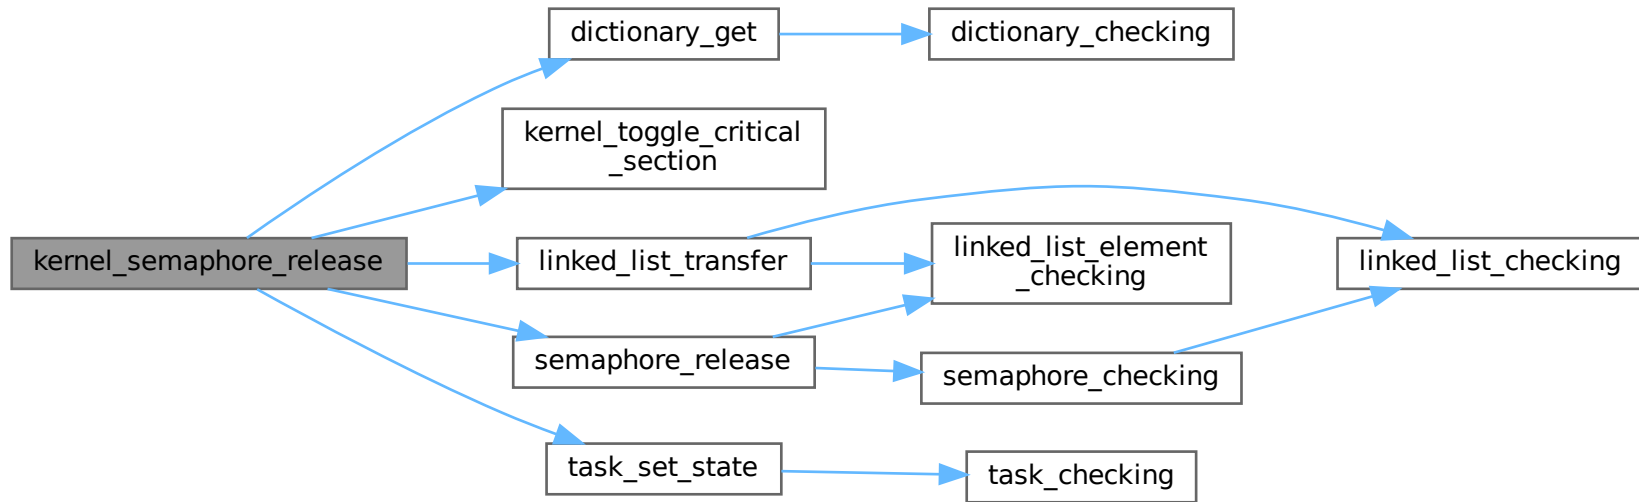 dictionary_get
dictionary_checking
kernel_toggle_critical
_section
kernel_semaphore_release
linked_list_transfer
linked_list_element
_checking
linked_list_checking
semaphore_release
semaphore_checking
task_set_state
task_checking